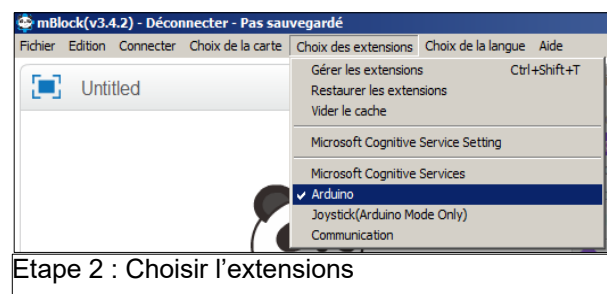 mBlock(v3.4.2) - Déconnecter - Pas sauvegardé
Fichier Edition Connecter Choix de la carte Choix des extensions Choix de la langue Aide
Untitled
Gérer les extensions Ctrl+Shift+T
Restaurer les extensions
Vider le cache
Microsoft Cognitive Service Setting
Microsoft Cognitive Services
Arduino
Joystick(Arduino Mode Only)
Communication
Etape 2 : Choisir l'extensions